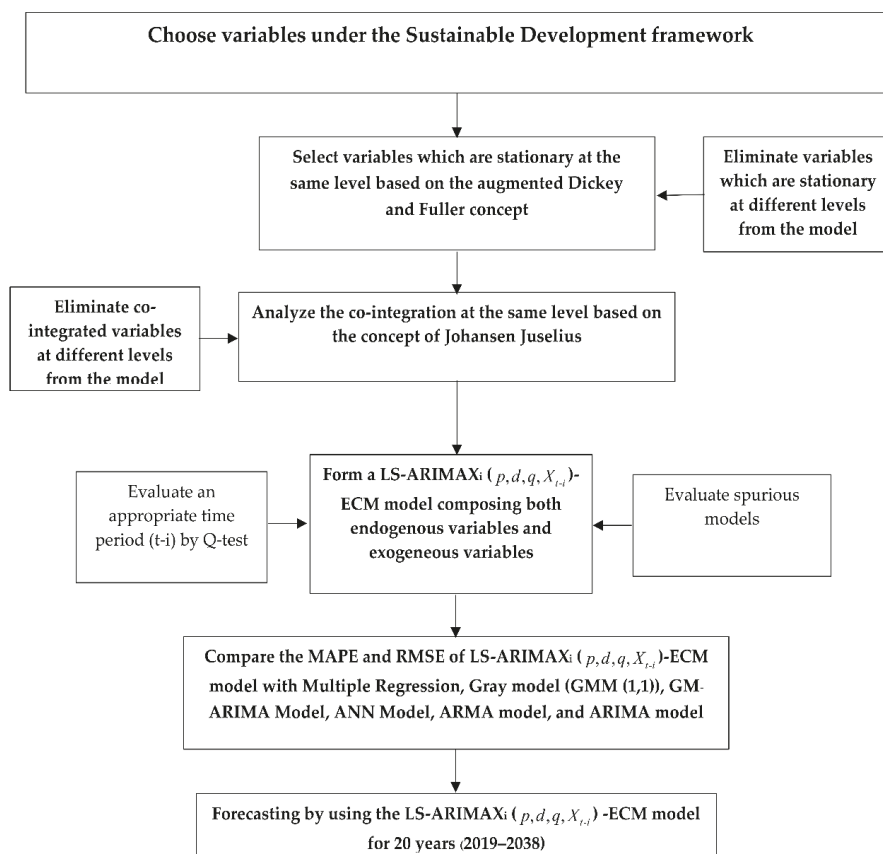 Choose variables under the Sustainable Development framework
Select variables which are stationary at the
same level based on the augmented Dickey
and Fuller concept
Eliminate variables
which are stationary
at different levels
from the model
Eliminate co-
integrated variables
at different levels
from the model
Analyze the co-integration at the same level based on
the concept of Johansen Juselius
Evaluate an
appropriate time
period (t-i) by Q-test
Form a LS-ARIMAXi (p,d,q,Xt-i)-
ECM model composing both
endogenous variables and
exogeneous variables
Evaluate spurious
models
Compare the MAPE and RMSE of LS-ARIMAXi (p,d,q,Xt-i)-ECM
model with Multiple Regression, Gray model (GMM (1,1)), GM-
ARIMA Model, ANN Model, ARMA model, and ARIMA model
Forecasting by using the LS-ARIMAXi (p,d,q,Xt-i) -ECM model
for 20 years (2019–2038)